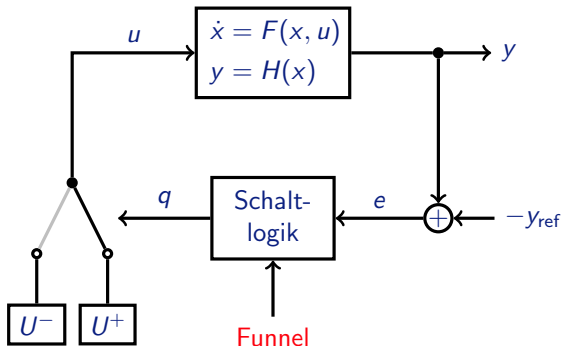 u
ẋ = F(x, u)
y = H(x)
y
q
Schalt-
logik
e
+
−y_ref
U⁻
U⁺
Funnel